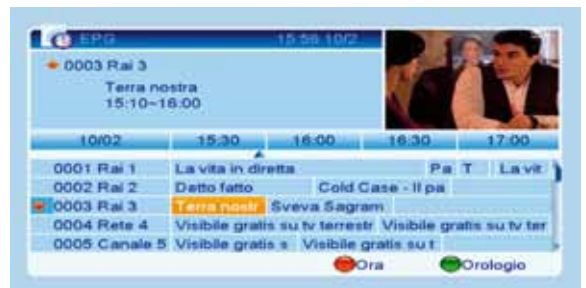 EPG 15:58 10/2
0003 Rai 3
Terra nostra
15:10~16:00
10/02 15:30 16:00 16:30 17:00
0001 Rai 1 La vita in diretta Pa T La vit
0002 Rai 2 Detto fatto Cold Case - Il pa
0003 Rai 3 Terra nostr Sveva Sagram
0004 Rete 4 Visibile gratis su tv terrestr Visibile gratis su tv ter
0005 Canale 5 Visibile gratis s Visibile gratis su t
Ora Orologio